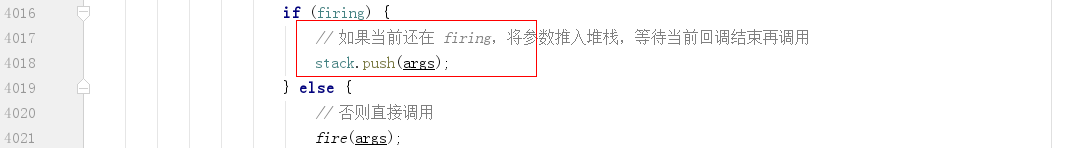 4016 if (firing) {
4017 // 如果当前还在 firing，将参数推入堆栈，等待当前回调结束再调用
4018 stack.push(args);
4019 } else {
4020 // 否则直接调用
4021 fire(args);